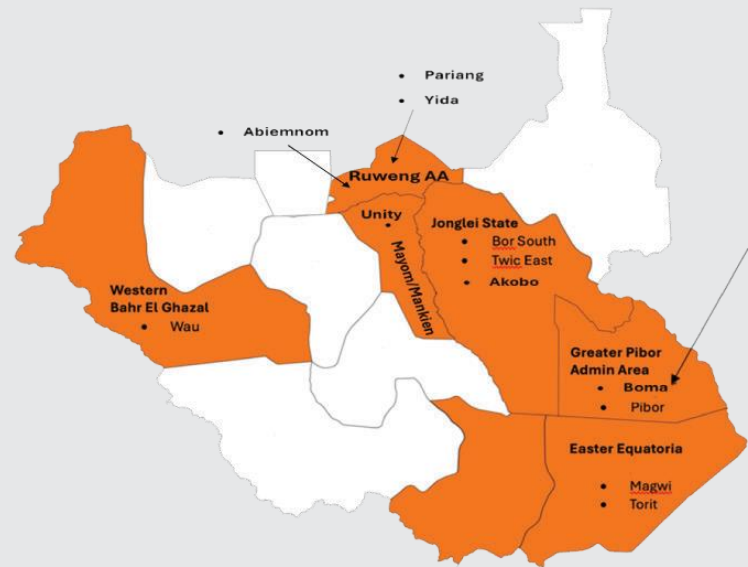 Pariang
Yida
Abiemnom
Ruweng AA
Unity
Mayom/Mankien
Jonglei State
Bor South
Twic East
Akobo
Western
Bahr El Ghazal
Wau
Greater Pibor
Admin Area
Boma
Pibor
Easter Equatoria
Magwi
Torit